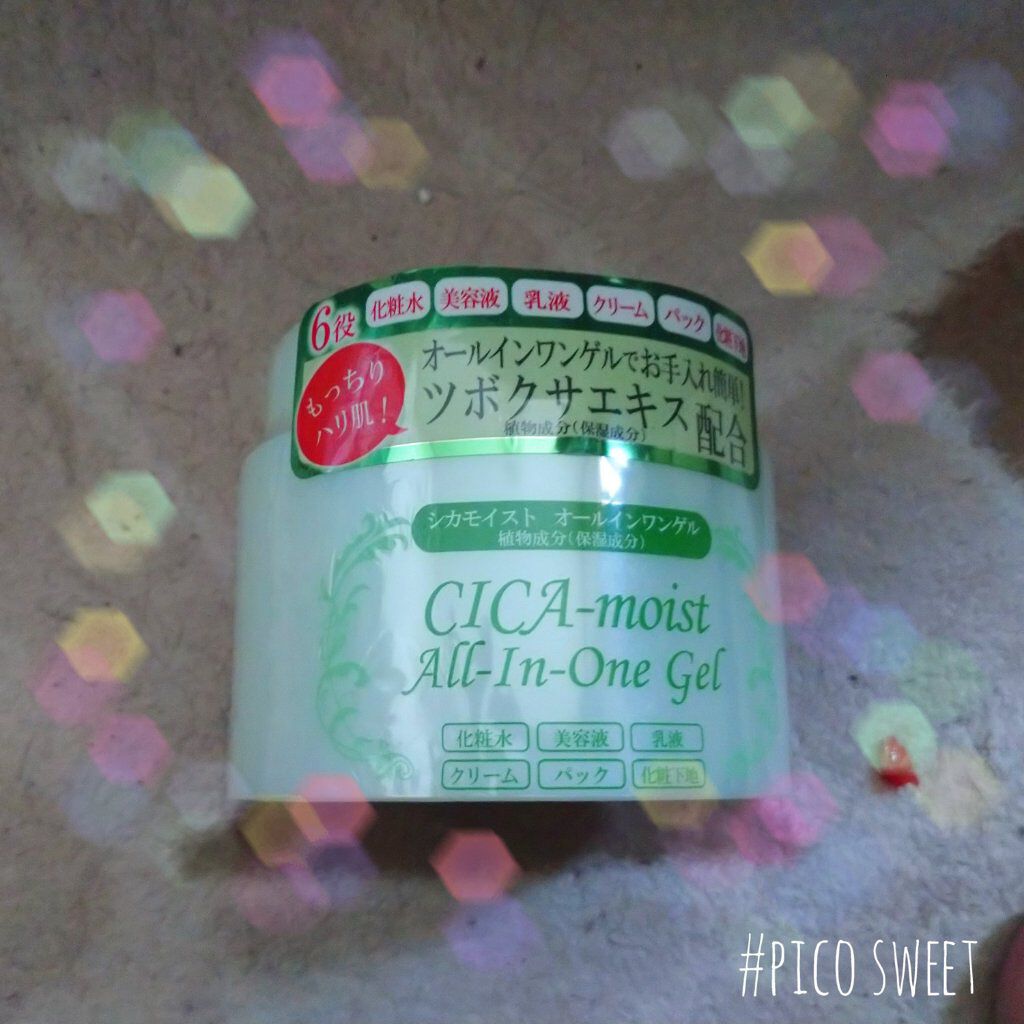 6役 化粧水 美容液 乳液 クリーム パック 化粧下地
もっちり
ハリ肌!
オールインワンゲルでお手入れ簡単!
ツボクサエキス配合
植物成分(保湿成分)
シカモイスト オールインワンゲル
植物成分(保湿成分)
CICA-moist
All-In-One Gel
化粧水 美容液 乳液
クリーム パック 化粧下地
#PICO SWEET